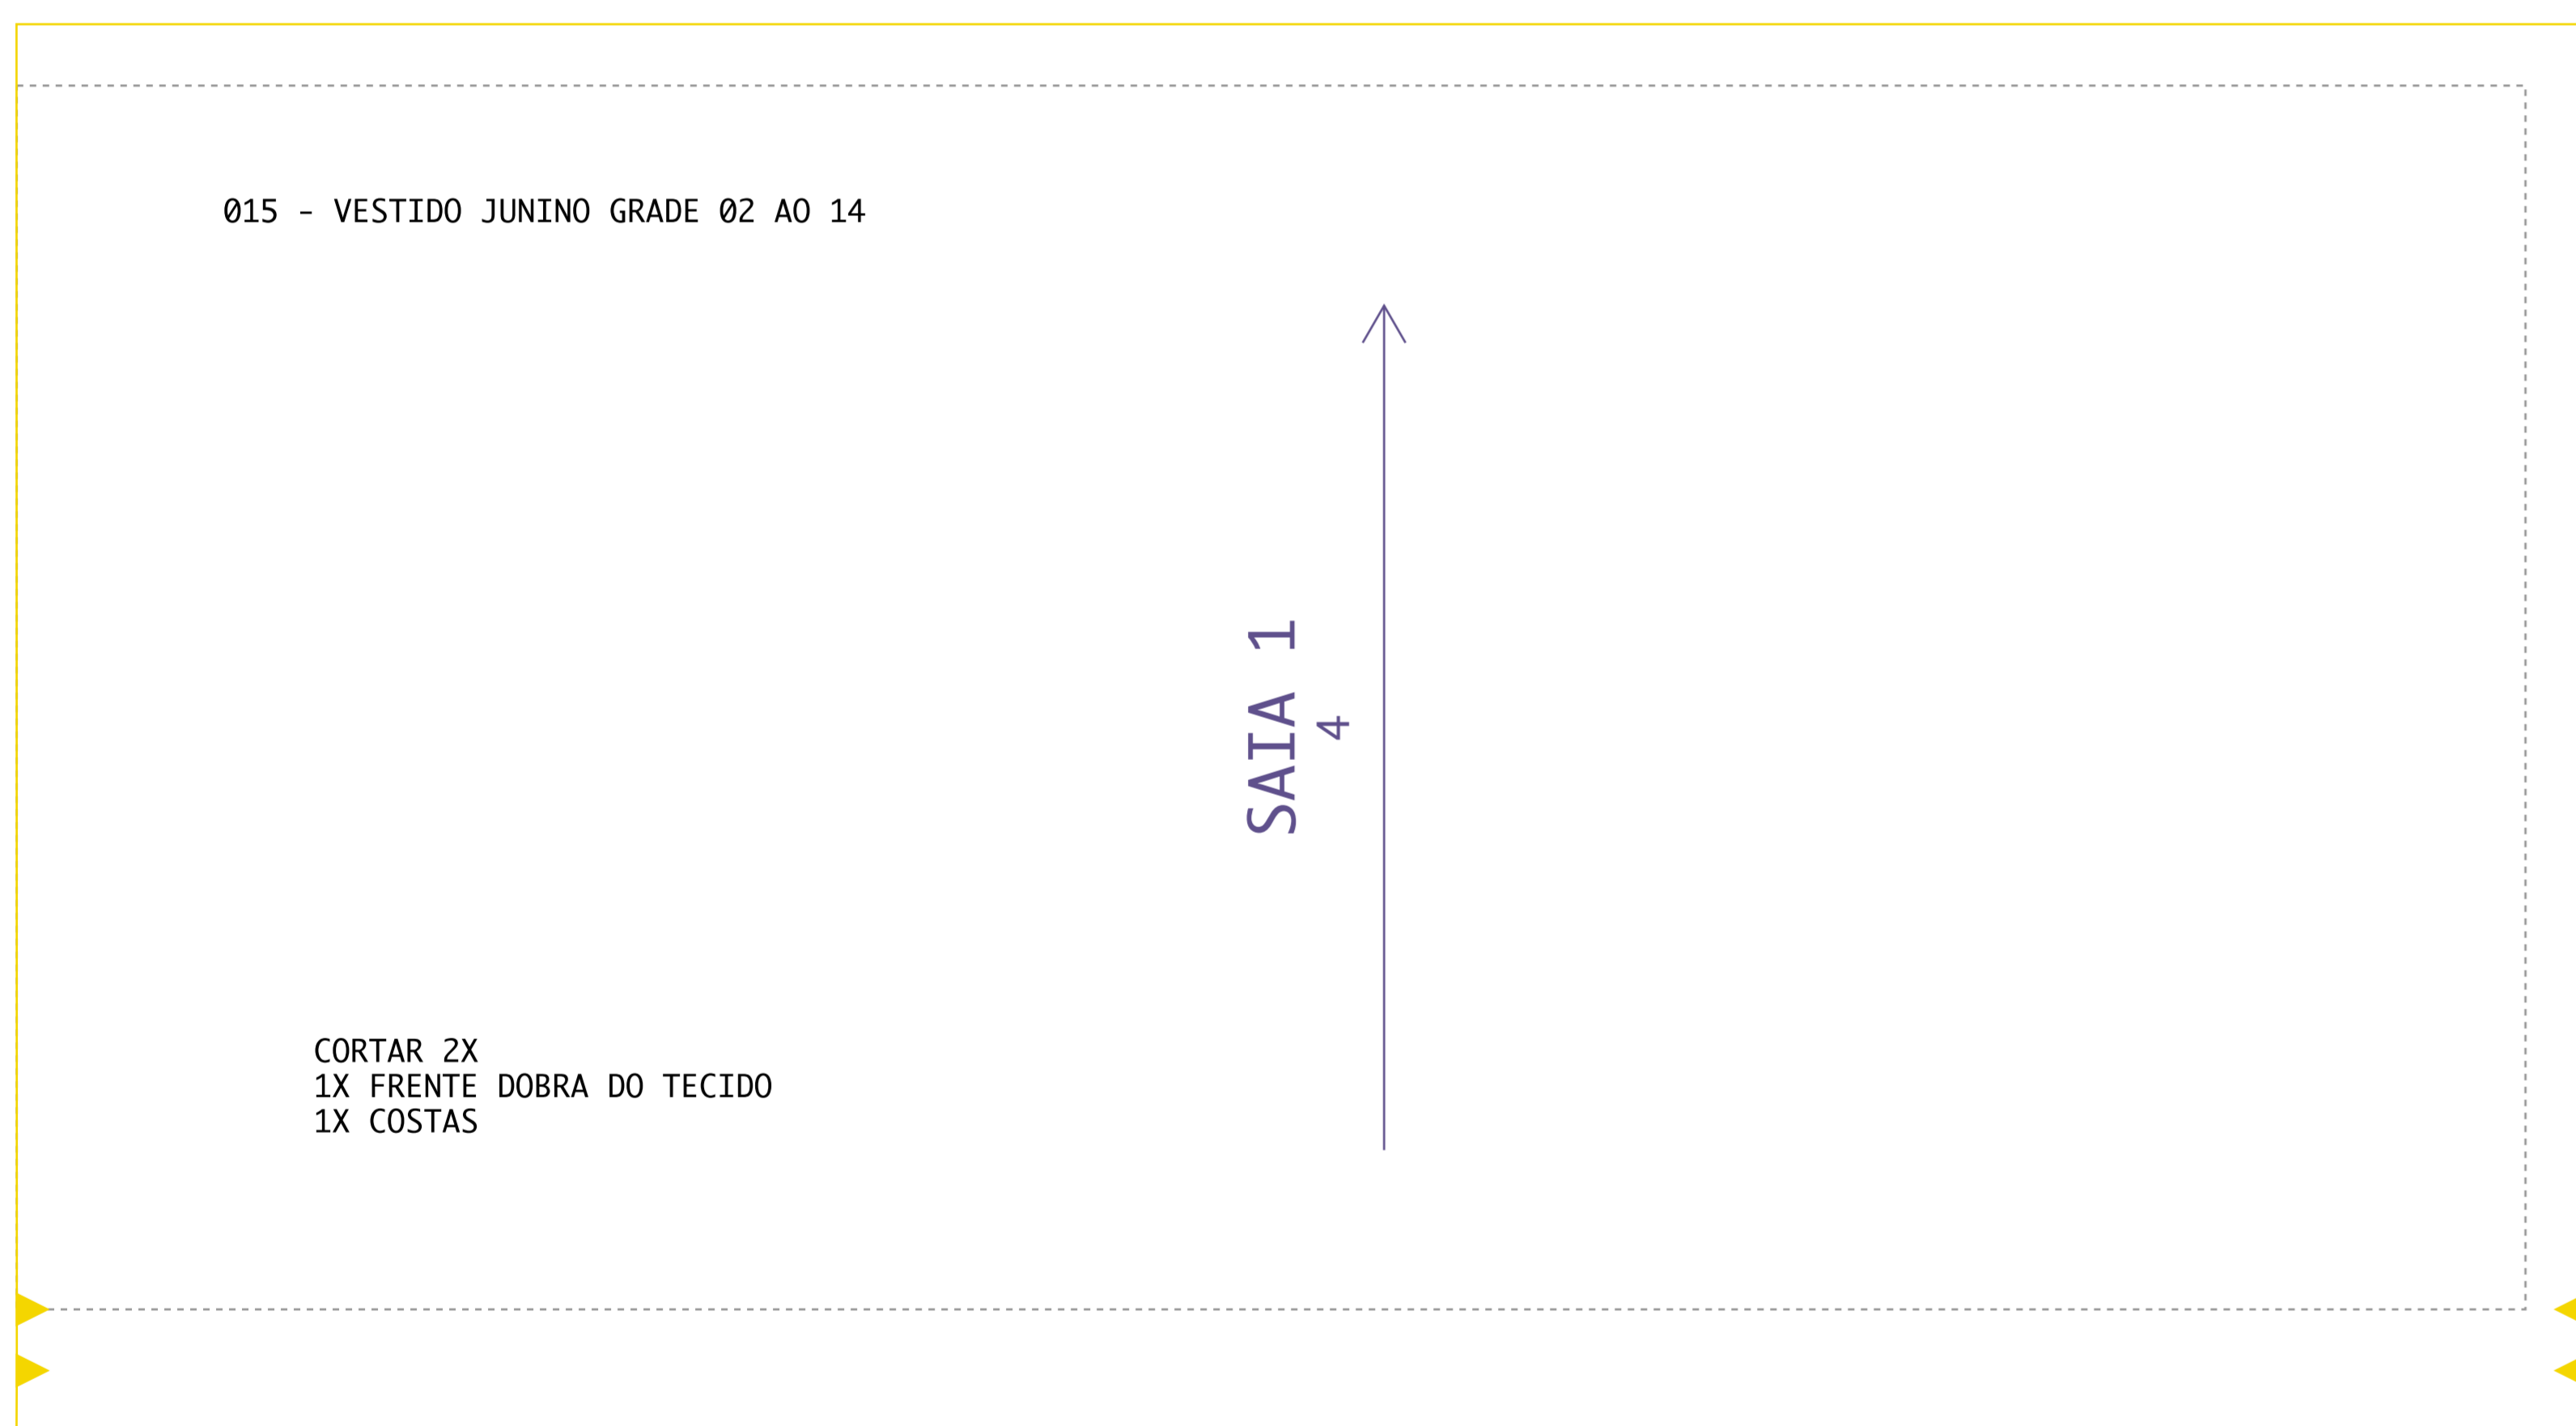 015 - VESTIDO JUNINO GRADE 02 AO 14
SAIA 1
4
CORTAR 2X
1X FRENTE DOBRA DO TECIDO
1X COSTAS